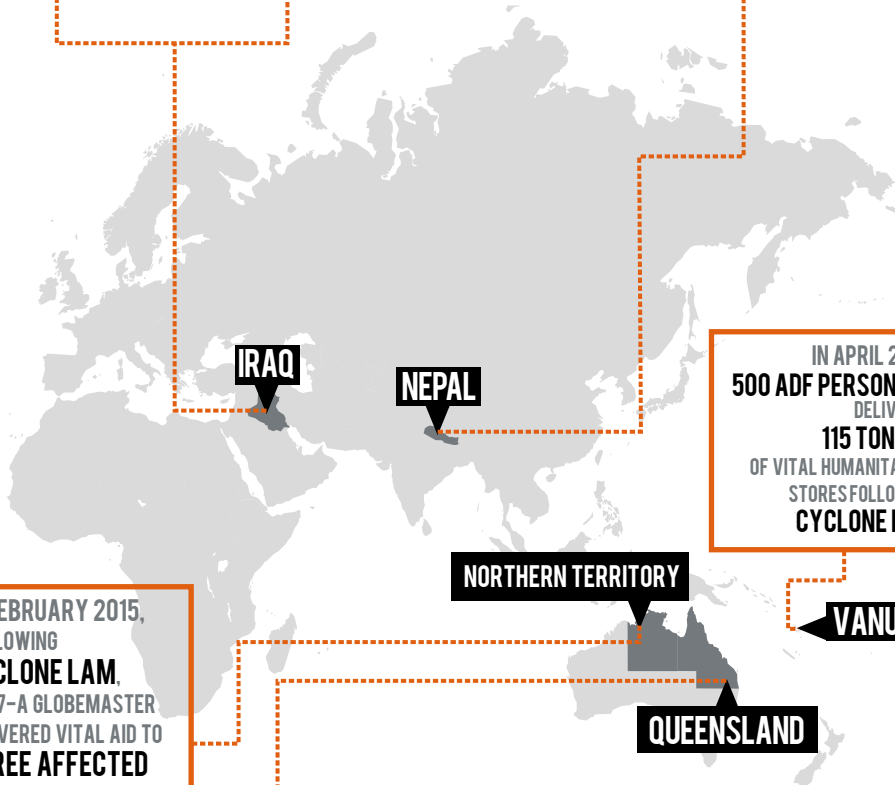 IRAQ
NEPAL
IN APRIL 2
500 ADF PERSON
DELIV
115 TON
OF VITAL HUMANITA
STORES FOLLO
CYCLONE
NORTHERN TERRITORY
EBRUARY 2015,
LOWING
CLONE LAM,
7-A GLOBEMASTER
VERED VITAL AID TO
REE AFFECTED
VANU
QUEENSLAND